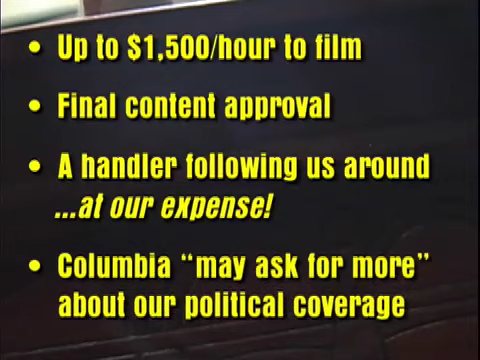 • Up to $1,500/hour to film
• Final content approval
• A handler following us around
...at our expense!
• Columbia “may ask for more”
about our political coverage